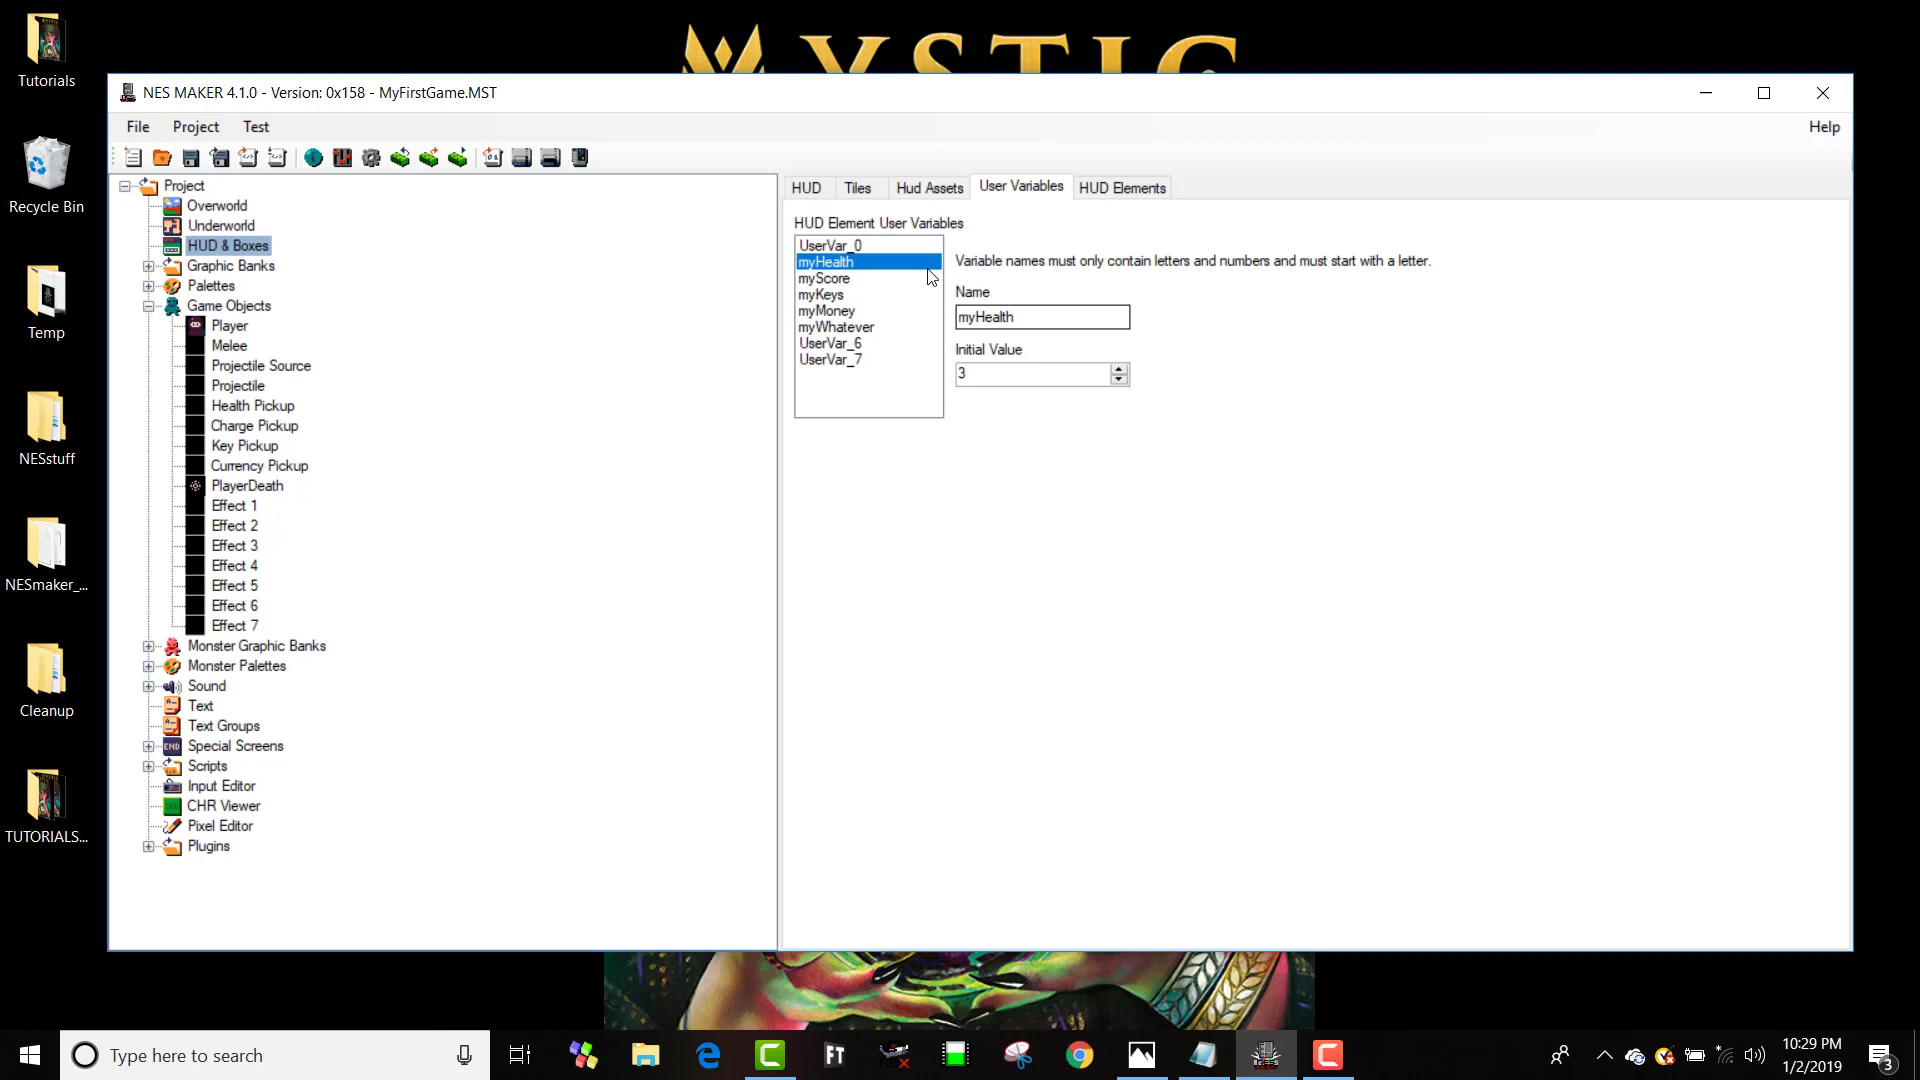 MYSTIC
Tutorials
Recycle Bin
Temp
NESstuff
NESmaker_...
Cleanup
TUTORIALS...
NES MAKER 4.1.0 - Version: 0x158 - MyFirstGame.MST
File Project Test Help
Project
Overworld
Underworld
HUD & Boxes
Graphic Banks
Palettes
Game Objects
Player
Melee
Projectile Source
Projectile
Health Pickup
Charge Pickup
Key Pickup
Currency Pickup
PlayerDeath
Effect 1
Effect 2
Effect 3
Effect 4
Effect 5
Effect 6
Effect 7
Monster Graphic Banks
Monster Palettes
Sound
Text
Text Groups
END Special Screens
Scripts
Input Editor
CHR Viewer
Pixel Editor
Plugins
HUD Tiles Hud Assets User Variables HUD Elements
HUD Element User Variables
UserVar_0
myHealth
myScore
myKeys
myMoney
myWhatever
UserVar_6
UserVar_7
Variable names must only contain letters and numbers and must start with a letter.
Name
myHealth
Initial Value
3
Type here to search
FT
10:29 PM
1/2/2019
3